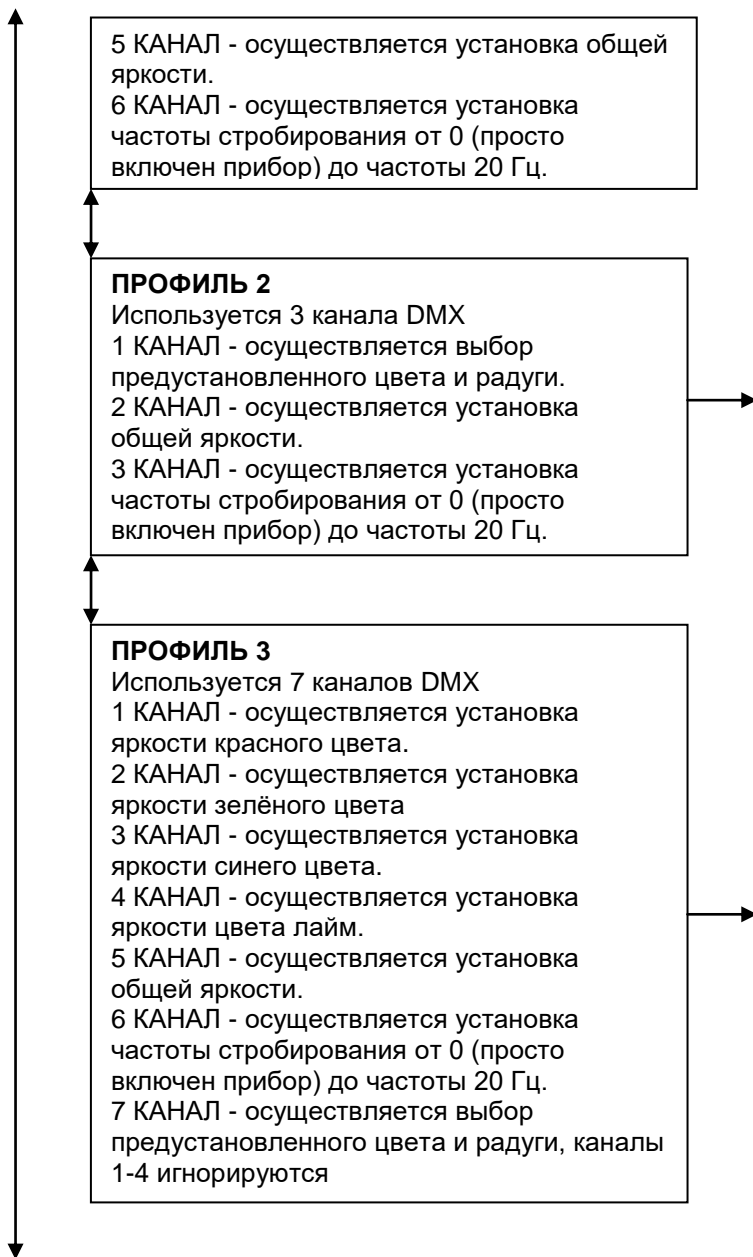 5 КАНАЛ - осуществляется установка общей
яркости.
6 КАНАЛ - осуществляется установка
частоты стробирования от 0 (просто
включен прибор) до частоты 20 Гц.
ПРОФИЛЬ 2
Используется 3 канала DMX
1 КАНАЛ - осуществляется выбор
предустановленного цвета и радуги.
2 КАНАЛ - осуществляется установка
общей яркости.
3 КАНАЛ - осуществляется установка
частоты стробирования от 0 (просто
включен прибор) до частоты 20 Гц.
ПРОФИЛЬ 3
Используется 7 каналов DMX
1 КАНАЛ - осуществляется установка
яркости красного цвета.
2 КАНАЛ - осуществляется установка
яркости зелёного цвета
3 КАНАЛ - осуществляется установка
яркости синего цвета.
4 КАНАЛ - осуществляется установка
яркости цвета лайм.
5 КАНАЛ - осуществляется установка
общей яркости.
6 КАНАЛ - осуществляется установка
частоты стробирования от 0 (просто
включен прибор) до частоты 20 Гц.
7 КАНАЛ - осуществляется выбор
предустановленного цвета и радуги, каналы
1-4 игнорируются